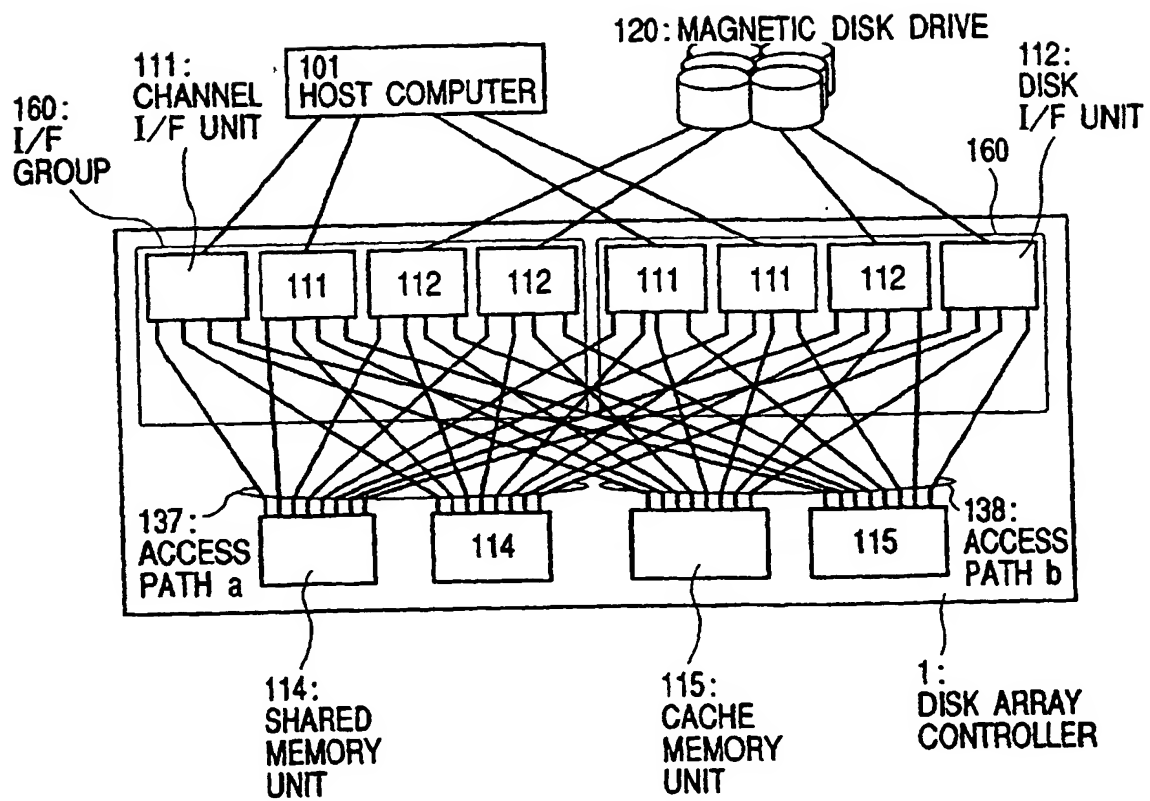 120: MAGNETIC DISK DRIVE
111:
CHANNEL
I/F UNIT
101
HOST COMPUTER
112:
DISK
I/F UNIT
160:
I/F
GROUP
160
111
112
112
111
111
112
137:
ACCESS
PATH a
114
115
138:
ACCESS
PATH b
114:
SHARED
MEMORY
UNIT
115:
CACHE
MEMORY
UNIT
1:
DISK ARRAY
CONTROLLER